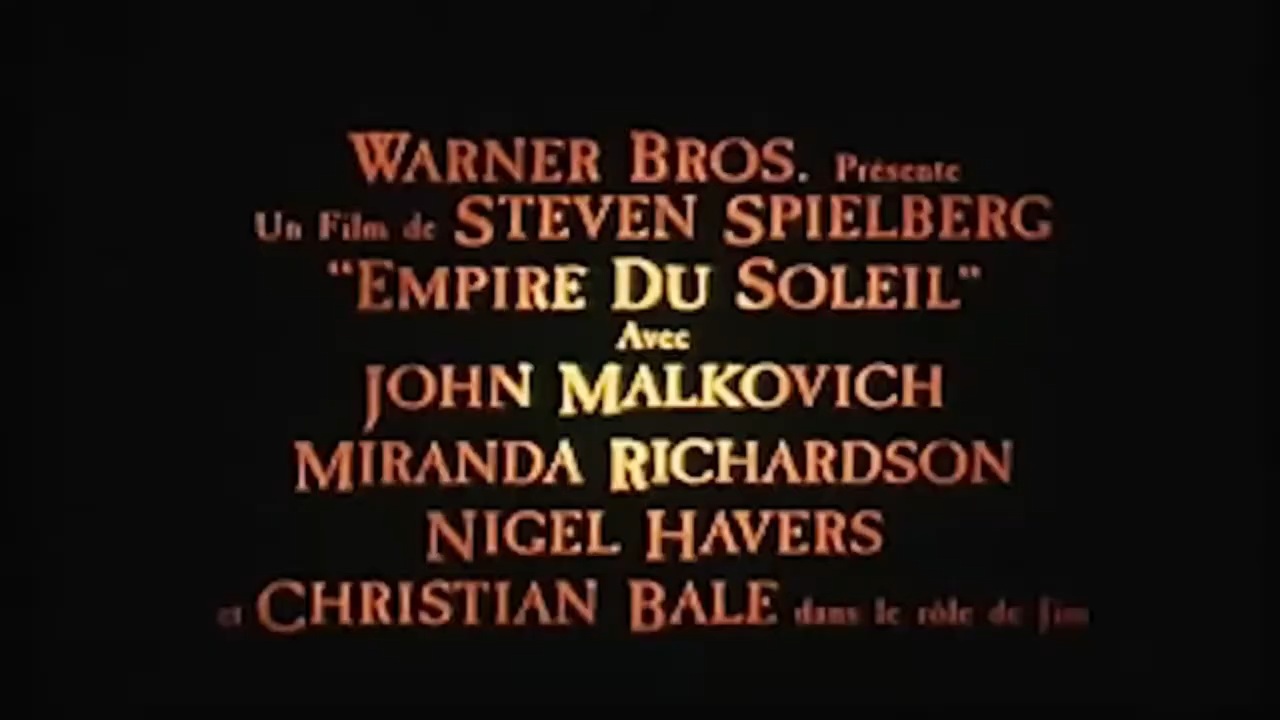 WARNER BROS. Présente
Un Film de STEVEN SPIELBERG
"EMPIRE DU SOLEIL"
Avec
JOHN MALKOVICH
MIRANDA RICHARDSON
NIGEL HAVERS
et CHRISTIAN BALE dans le rôle de Jim